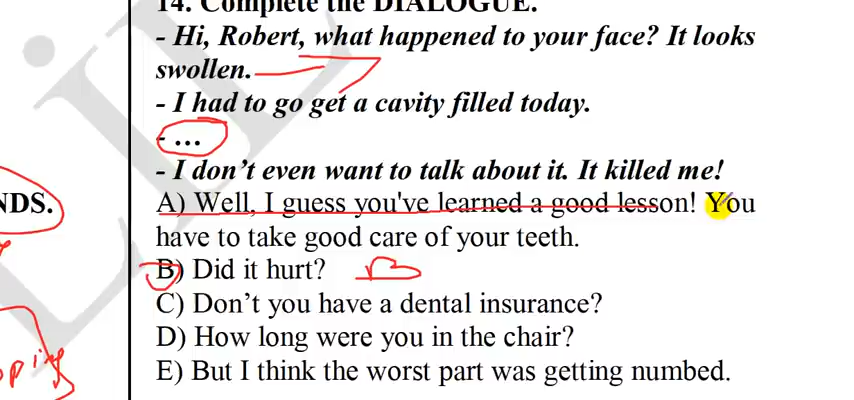 14. Complete the DIALOGUE.
- Hi, Robert, what happened to your face? It looks
swollen.
- I had to go get a cavity filled today.
- ...
- I don't even want to talk about it. It killed me!
A) Well, I guess you've learned a good lesson! You
have to take good care of your teeth.
B) Did it hurt?
C) Don't you have a dental insurance?
D) How long were you in the chair?
E) But I think the worst part was getting numbed.
NDS.